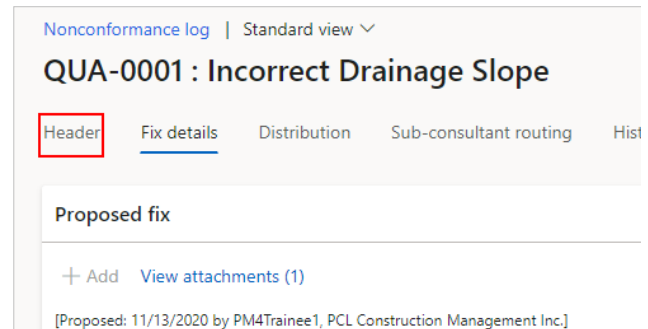 Nonconformance log | Standard view
QUA-0001 : Incorrect Drainage Slope
Header Fix details Distribution Sub-consultant routing Hist
Proposed fix
+ Add View attachments (1)
[Proposed: 11/13/2020 by PM4Trainee1, PCL Construction Management Inc.]